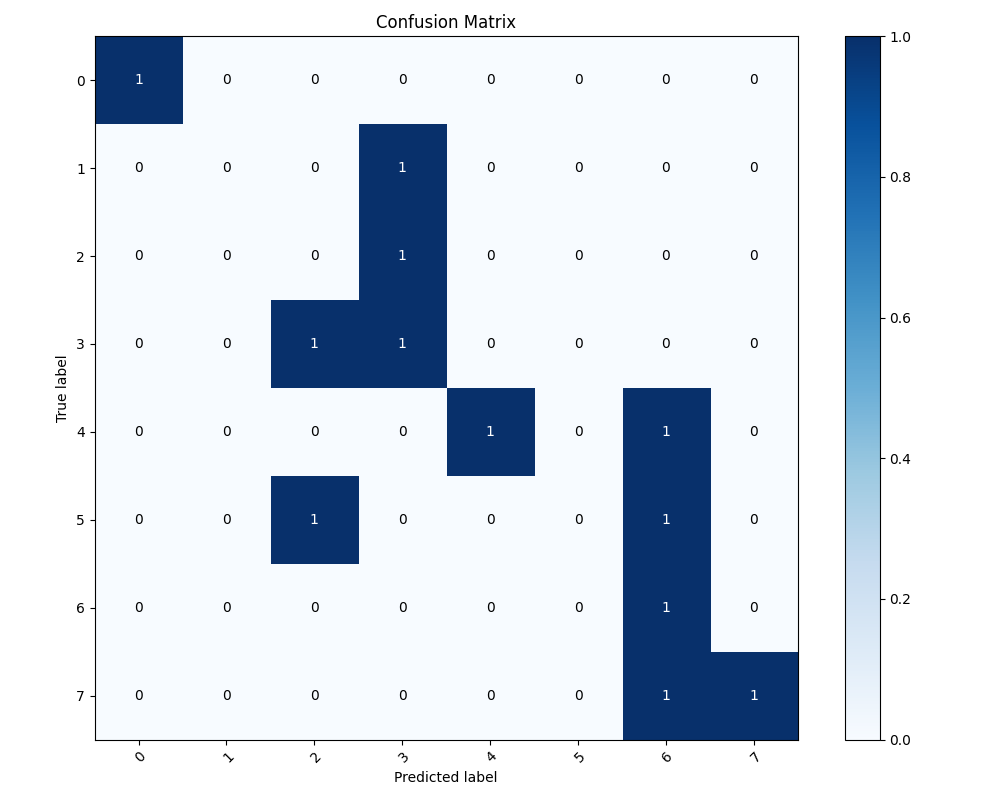 Confusion Matrix
0 1 0 0 0 0 0 0 0
1 0 0 0 1 0 0 0 0
2 0 0 0 1 0 0 0 0
3 0 0 1 1 0 0 0 0
4 0 0 0 0 1 0 1 0
5 0 0 1 0 0 0 1 0
6 0 0 0 0 0 0 1 0
7 0 0 0 0 0 0 1 1
0 1 2 3 4 5 6 7
True label
Predicted label
1.0
0.8
0.6
0.4
0.2
0.0